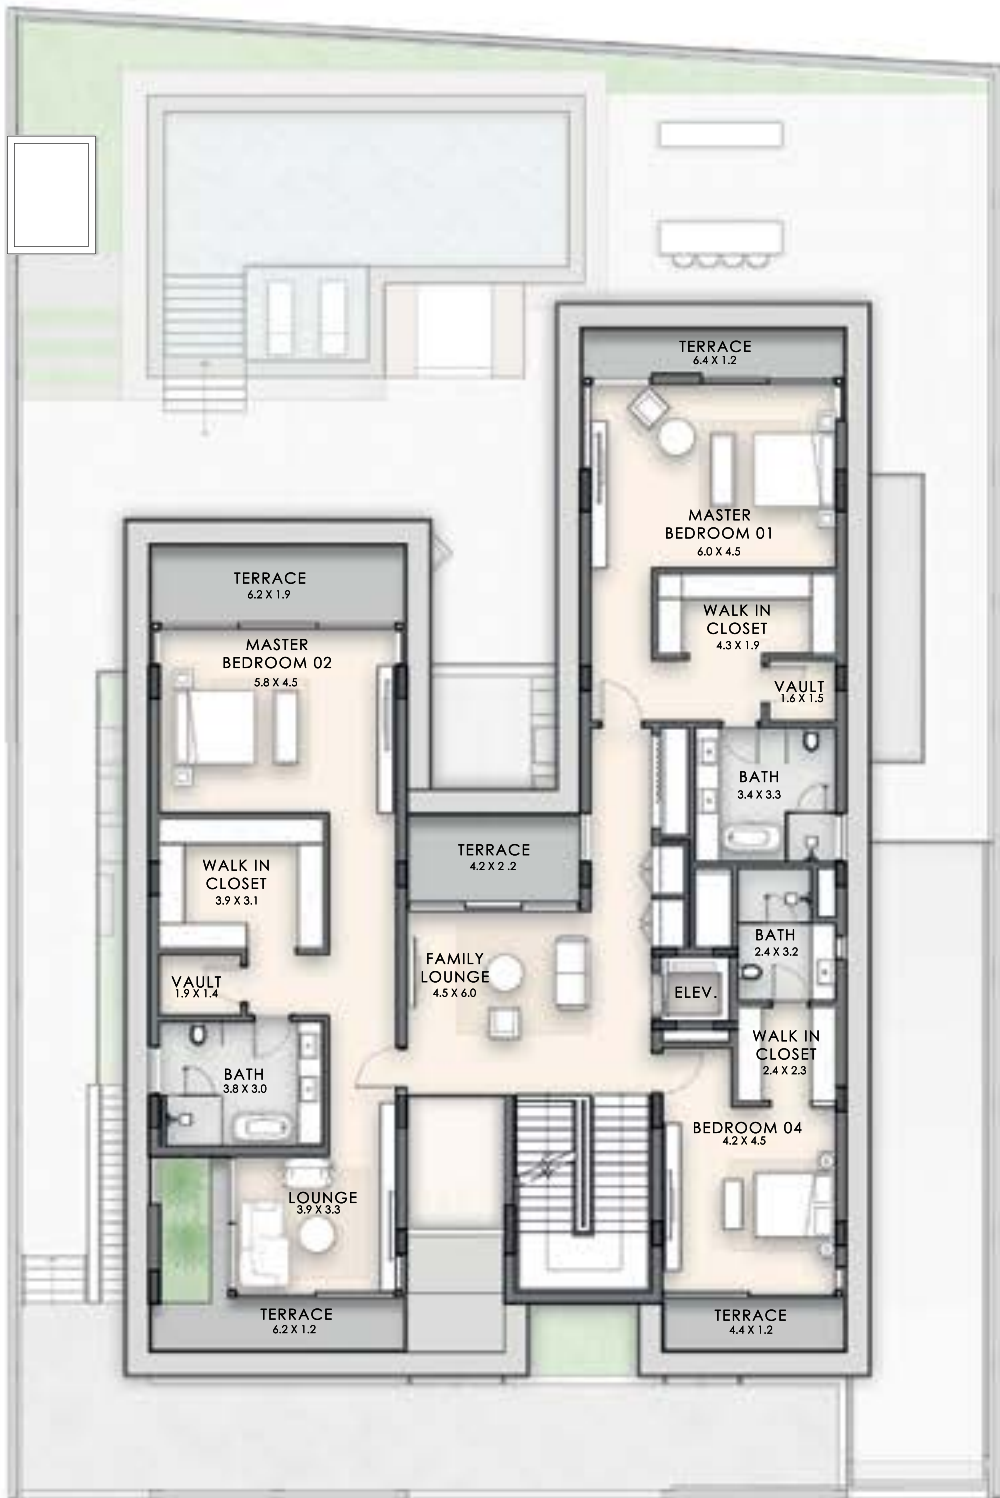 TERRACE
6.4 X 1.2
MASTER
BEDROOM 01
6.0 X 4.5
WALK IN
CLOSET
4.3 X 1.9
VAULT
1.6 X 1.5
BATH
3.4 X 3.3
TERRACE
6.2 X 1.9
MASTER
BEDROOM 02
5.8 X 4.5
TERRACE
4.2 X 2 .2
WALK IN
CLOSET
3.9 X 3.1
VAULT
1.9 X 1.4
FAMILY
LOUNGE
4.5 X 6.0
BATH
2.4 X 3.2
ELEV.
WALK IN
CLOSET
2.4 X 2.3
BATH
3.8 X 3.0
BEDROOM 04
4.2 X 4.5
LOUNGE
3.9 X 3.3
TERRACE
6.2 X 1.2
TERRACE
4.4 X 1.2